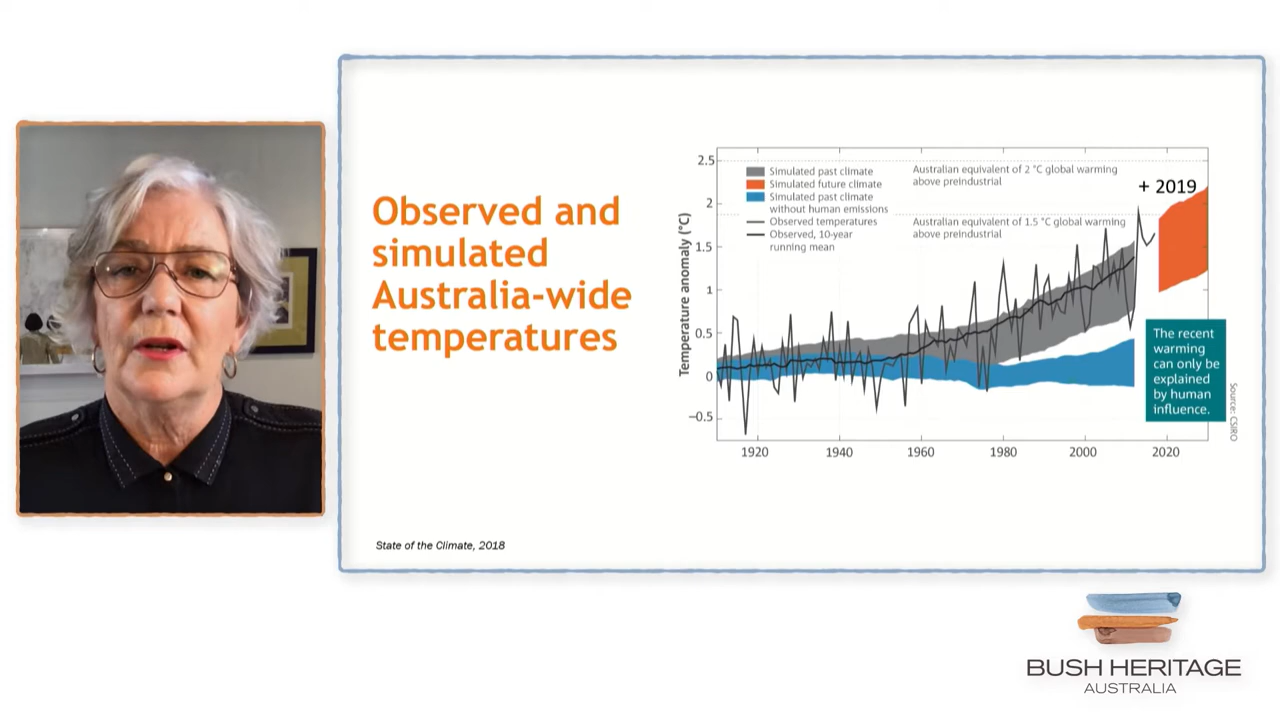 Observed and
simulated
Australia-wide
temperatures
Temperature anomaly (°C)
2.5
2
1.5
1
0.5
0
−0.5
1920
1940
1960
1980
2000
2020
Simulated past climate
Simulated future climate
Simulated past climate
without human emissions
Observed temperatures
Observed, 10-year
running mean
Australian equivalent of 2 °C global warming
above preindustrial
+ 2019
Australian equivalent of 1.5 °C global warming
above preindustrial
The recent
warming
can only be
explained
by human
influence.
Source: CSIRO
State of the Climate, 2018
BUSH HERITAGE
AUSTRALIA